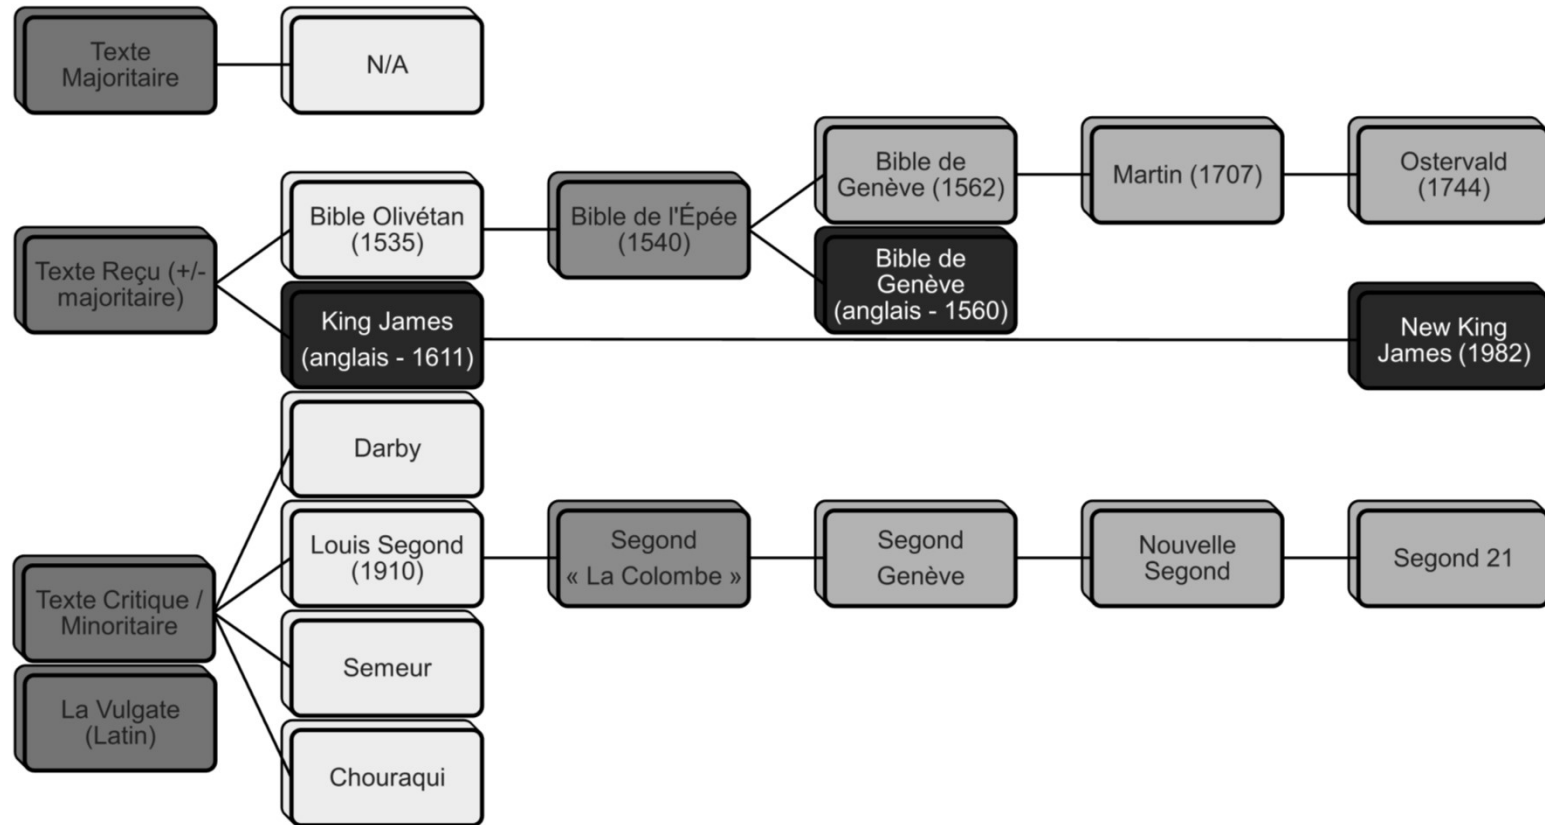 Texte
Majoritaire
N/A
Bible de
Genève (1562)
Martin (1707)
Ostervald
(1744)
Bible Olivétan
(1535)
Bible de l'Épée
(1540)
Texte Reçu (+/-
majoritaire)
Bible de
Genève
(anglais - 1560)
King James
(anglais - 1611)
New King
James (1982)
Darby
Louis Segond
(1910)
Segond
« La Colombe »
Segond
Genève
Nouvelle
Segond
Segond 21
Texte Critique /
Minoritaire
Semeur
La Vulgate
(Latin)
Chouraqui